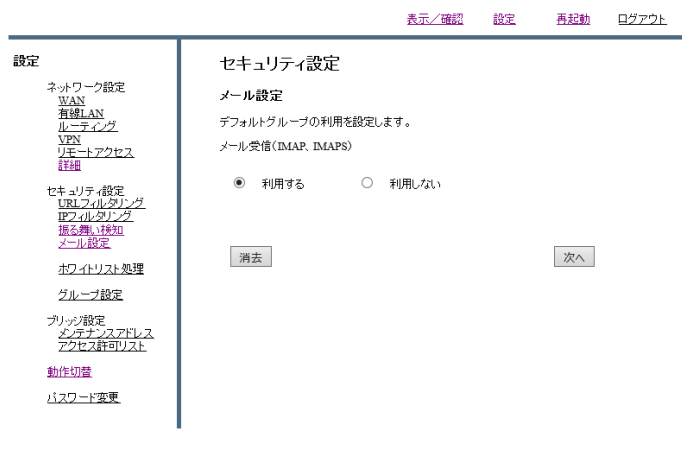 表示／確認 設定 再起動 ログアウト
設定
ネットワーク設定
WAN
有線LAN
ルーティング
VPN
リモートアクセス
詳細
セキュリティ設定
URLフィルタリング
IPフィルタリング
振る舞い検知
メール設定
ホワイトリスト処理
グループ設定
ブリッジ設定
メンテナンスアドレス
アクセス許可リスト
動作切替
パスワード変更
セキュリティ設定
メール設定
デフォルトグループの利用を設定します。
メール受信（IMAP、IMAPS）
利用する 利用しない
消去 次へ